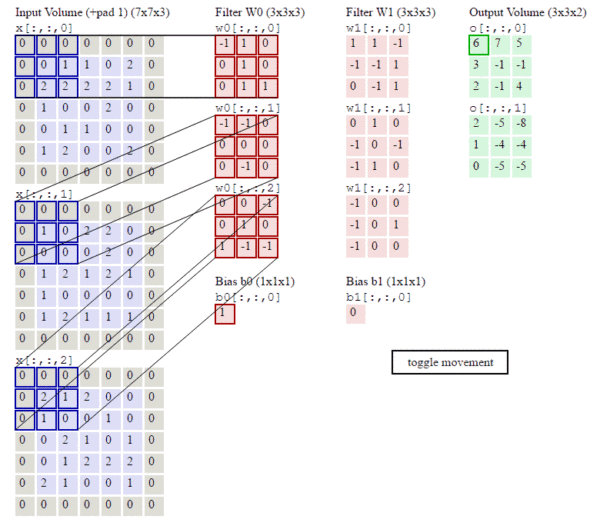 Input Volume (+pad 1) (7x7x3)
x[:,:,0]
0 0 0 0 0 0 0
0 0 1 1 0 2 0
0 2 2 2 2 1 0
0 1 0 0 2 0 0
0 0 1 1 0 0 0
0 1 2 0 0 2 0
0 0 0 0 0 0 0
x[:,:,1]
0 0 0 0 0 0 0
0 1 0 2 2 0 0
0 0 0 0 2 0 0
0 1 2 1 2 1 0
0 1 0 0 0 0 0
0 1 2 1 1 1 0
0 0 0 0 0 0 0
x[:,:,2]
0 0 0 0 0 0 0
0 2 1 2 0 0 0
0 1 0 0 1 0 0
0 0 2 1 0 1 0
0 0 1 2 2 2 0
0 2 1 0 0 1 0
0 0 0 0 0 0 0
Filter W0 (3x3x3)
w0[:,:,0]
-1 1 0
0 1 0
0 1 1
w0[:,:,1]
-1 -1 0
0 0 0
0 -1 0
w0[:,:,2]
0 0 -1
0 1 0
1 -1 -1
Bias b0 (1x1x1)
b0[:,:,0]
1
Filter W1 (3x3x3)
w1[:,:,0]
1 1 -1
-1 -1 1
0 -1 1
w1[:,:,1]
0 1 0
-1 0 -1
-1 1 0
w1[:,:,2]
-1 0 0
-1 0 1
-1 0 0
Bias b1 (1x1x1)
b1[:,:,0]
0
Output Volume (3x3x2)
o[:,:,0]
6 7 5
3 -1 -1
2 -1 4
o[:,:,1]
2 -5 -8
1 -4 -4
0 -5 -5
toggle movement